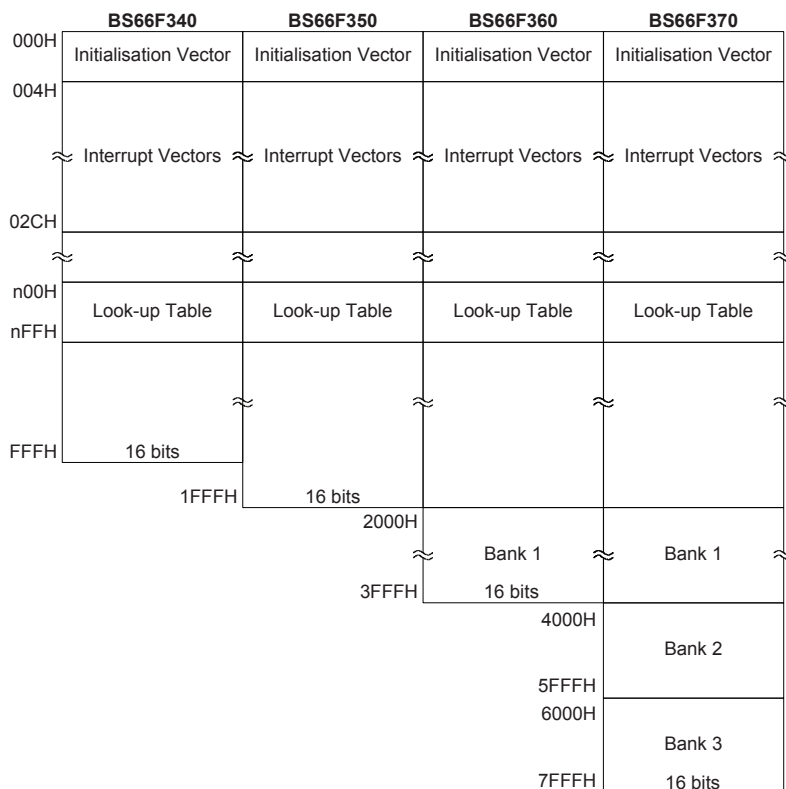 BS66F340 BS66F350 BS66F360 BS66F370
000H
Initialisation Vector Initialisation Vector Initialisation Vector Initialisation Vector
004H
Interrupt Vectors Interrupt Vectors Interrupt Vectors Interrupt Vectors
02CH
n00H
Look-up Table Look-up Table Look-up Table Look-up Table
nFFH
FFFH 16 bits
1FFFH 16 bits
2000H
Bank 1 Bank 1
3FFFH 16 bits
4000H
Bank 2
5FFFH
6000H
Bank 3
7FFFH 16 bits